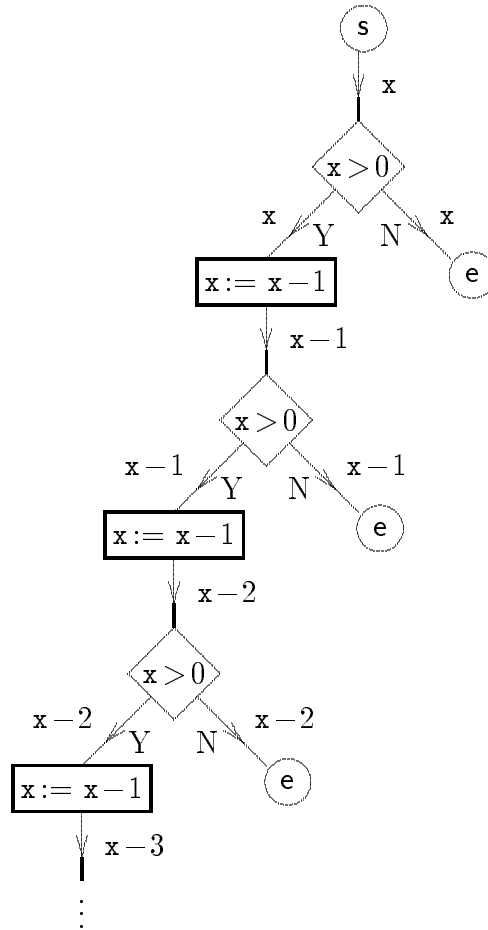 s
x
x > 0
x Y N x
x := x − 1
e
x − 1
x > 0
x − 1 Y N x − 1
x := x − 1
e
x − 2
x > 0
x − 2 Y N x − 2
x := x − 1
e
x − 3
⋮